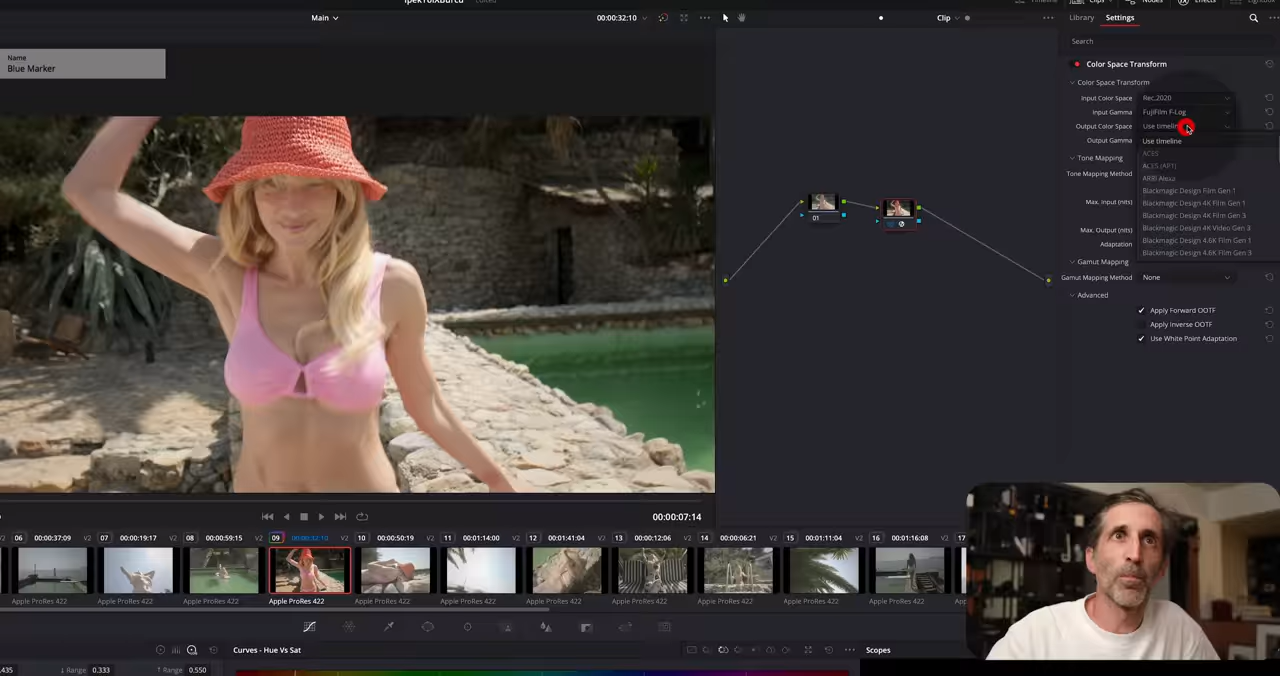 Main
00:00:32:10
Clip
Library
Settings
Name
Blue Marker
Search
Color Space Transform
Color Space Transform
Input Color Space
Rec.2020
Input Gamma
FujiFilm F-Log
Output Color Space
Output Gamma
Use timeline
ACES
ACES (AP1)
ARRI Alexa
Blackmagic Design Film Gen 1
Blackmagic Design 4K Film Gen 1
Blackmagic Design 4K Film Gen 3
Blackmagic Design 4K Video Gen 3
Blackmagic Design 4.6K Film Gen 1
Blackmagic Design 4.6K Film Gen 3
Tone Mapping
Tone Mapping Method
Max. Input (nits)
Max. Output (nits)
Adaptation
Gamut Mapping
Gamut Mapping Method
None
Advanced
Apply Forward OOTF
Apply Inverse OOTF
Use White Point Adaptation
01
00:00:07:14
V2 06 00:00:37:09 V2 07 00:00:19:17 V2 08 00:00:59:15 V2 09 00:00:32:10 V2 10 00:00:50:19 V2 11 00:01:14:00 V2 12 00:01:41:04 V2 13 00:00:12:06 V2 14 00:00:06:21 V2 15 00:01:11:04 V2 16 00:01:16:08 V2 17
Apple ProRes 422 Apple ProRes 422 Apple ProRes 422 Apple ProRes 422 Apple ProRes 422 Apple ProRes 422 Apple ProRes 422 Apple ProRes 422 Apple ProRes 422 Apple ProRes 422 Apple ProRes 422
Curves - Hue Vs Sat
Scopes
.435 ↓ Range 0.333 ↑ Range 0.550